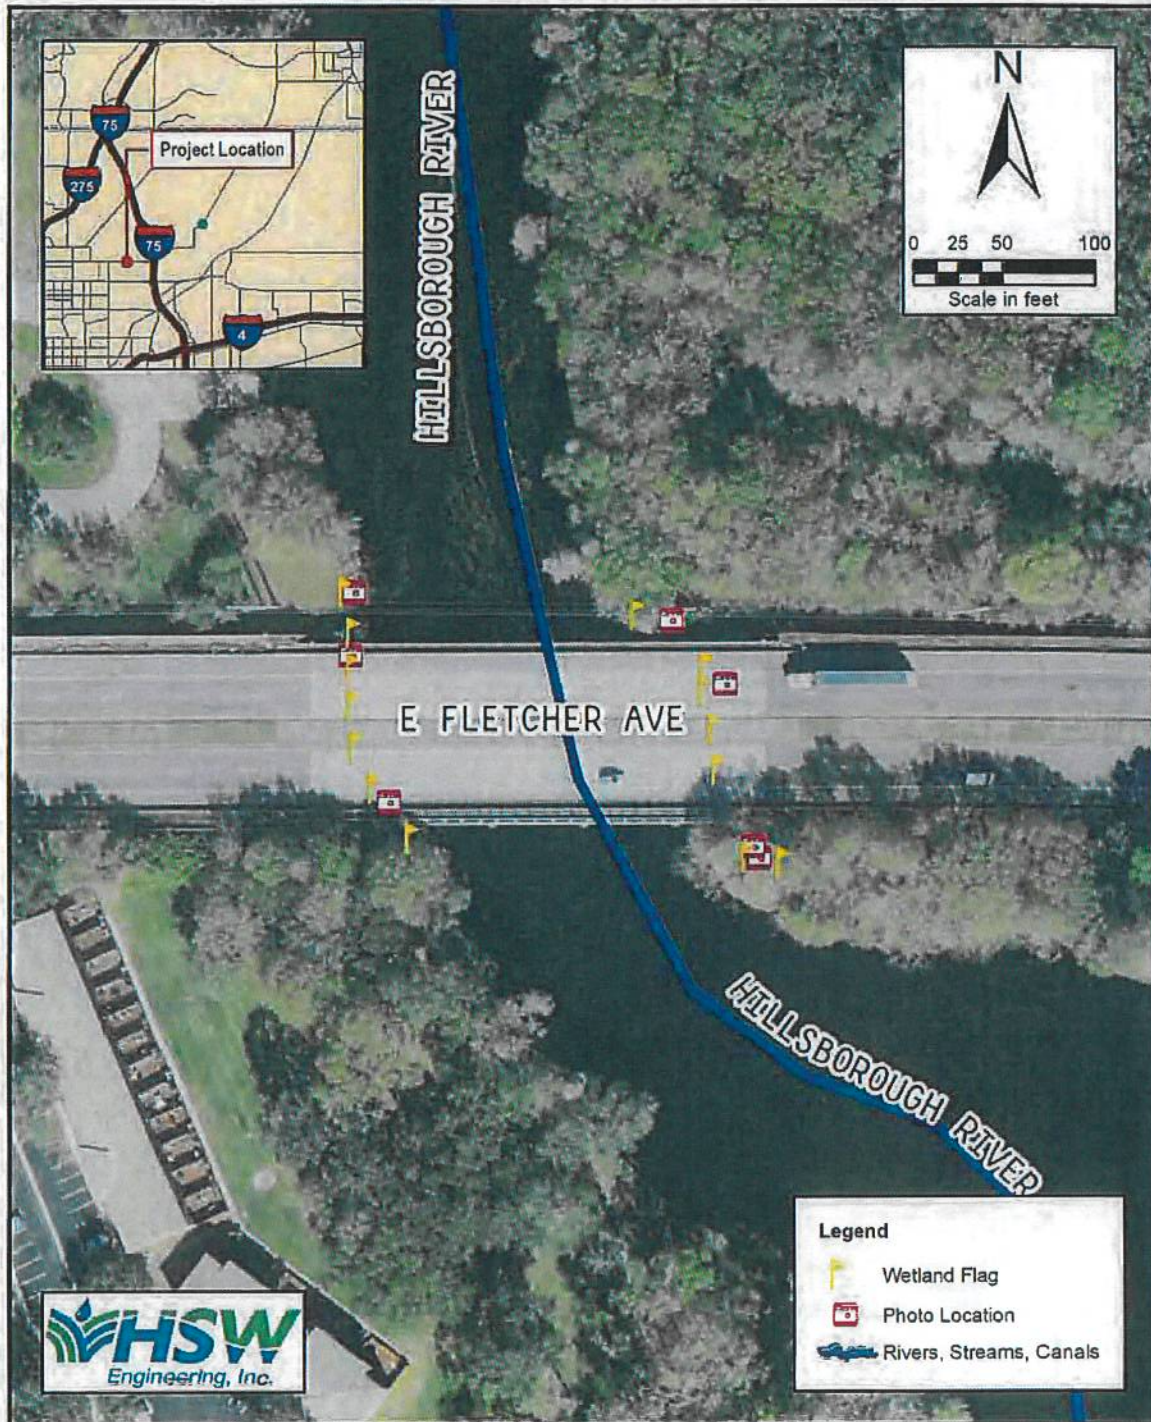 75
Project Location
275
75
4
HILLSBOROUGH RIVER
N
0 25 50 100
Scale in feet
E FLETCHER AVE
HILLSBOROUGH RIVER
Legend
Wetland Flag
Photo Location
Rivers, Streams, Canals
HSW
Engineering, Inc.